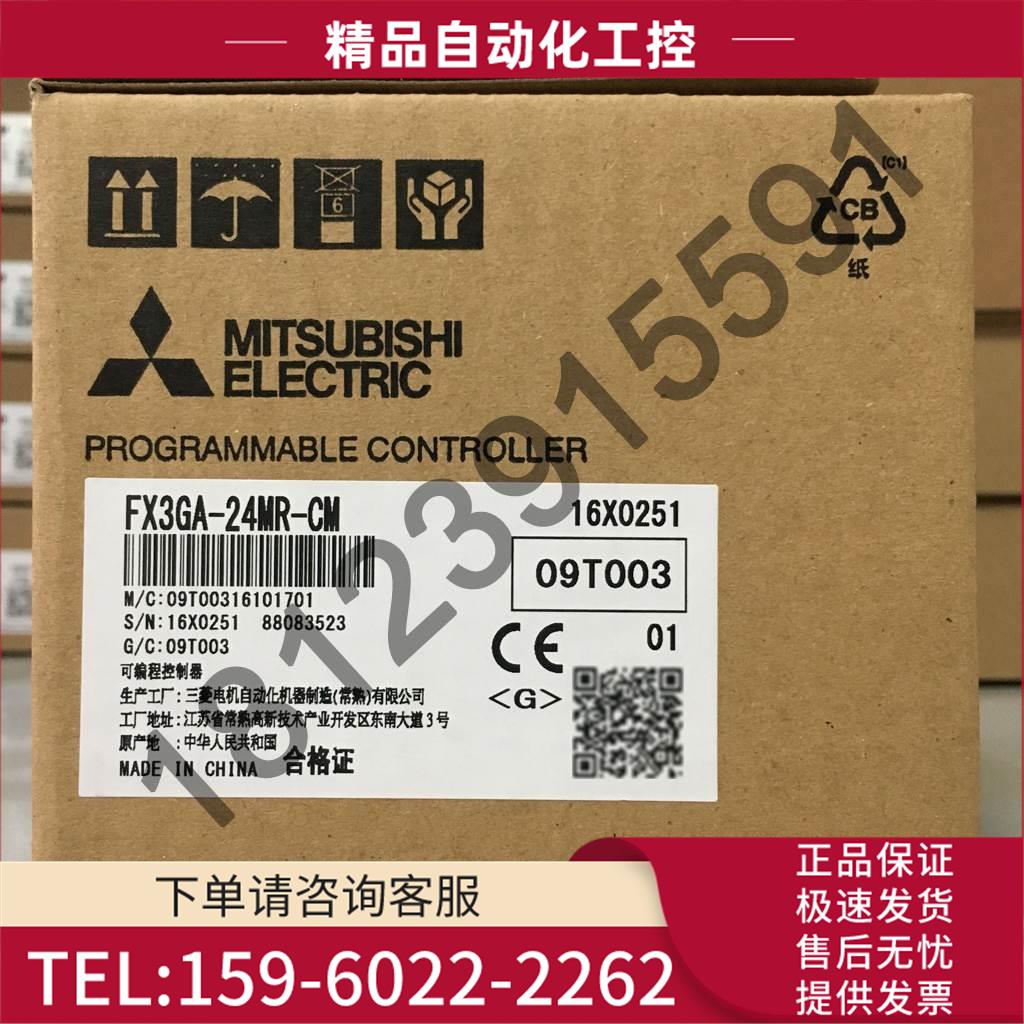 精品自动化工控
6
[C1]
CB
纸
MITSUBISHI
ELECTRIC
PROGRAMMABLE CONTROLLER
FX3GA-24MR-CM
16X0251
09T003
M/C:09T00316101701
S/N:16X0251 88083523
G/C:09T003
CE
01
<G>
可编程控制器
生产工厂:三菱电机自动化机器制造(常熟)有限公司
工厂地址:江苏省常熟高新技术产业开发区东南大道3号
原产地 :中华人民共和国
MADE IN CHINA 合格证
18123915591
下单请咨询客服
TEL:159-6022-2262
正品保证
极速发货
售后无忧
提供发票